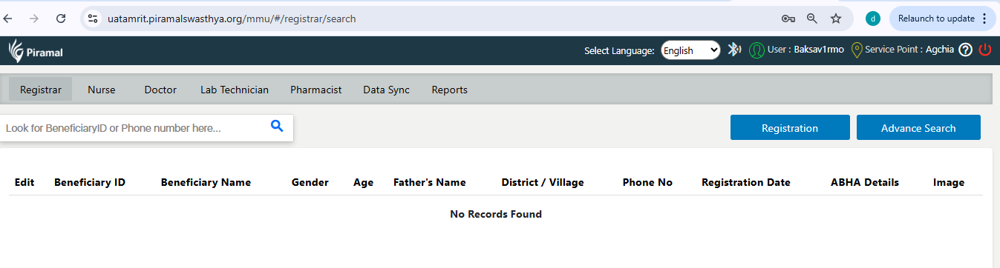 uatamrit.piramalswasthya.org/mmu/#/registrar/search
d
Relaunch to update
Piramal
Select Language: English User : Baksav1rmo Service Point : Agchia
Registrar Nurse Doctor Lab Technician Pharmacist Data Sync Reports
Look for BeneficiaryID or Phone number here... Registration Advance Search
Edit Beneficiary ID Beneficiary Name Gender Age Father's Name District / Village Phone No Registration Date ABHA Details Image
No Records Found